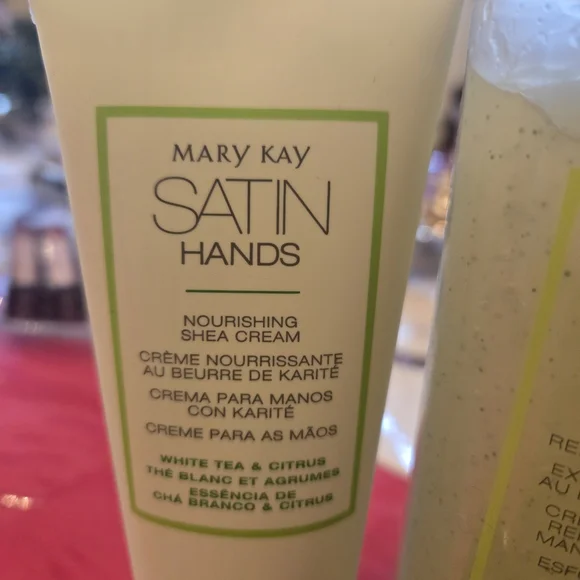 MARY KAY
SATIN
HANDS
NOURISHING
SHEA CREAM
CRÈME NOURRISSANTE
AU BEURRE DE KARITÉ
CREMA PARA MANOS
CON KARITÉ
CREME PARA AS MÃOS
WHITE TEA & CITRUS
THÉ BLANC ET AGRUMES
ESSÊNCIA DE
CHÁ BRANCO & CITRUS
AU